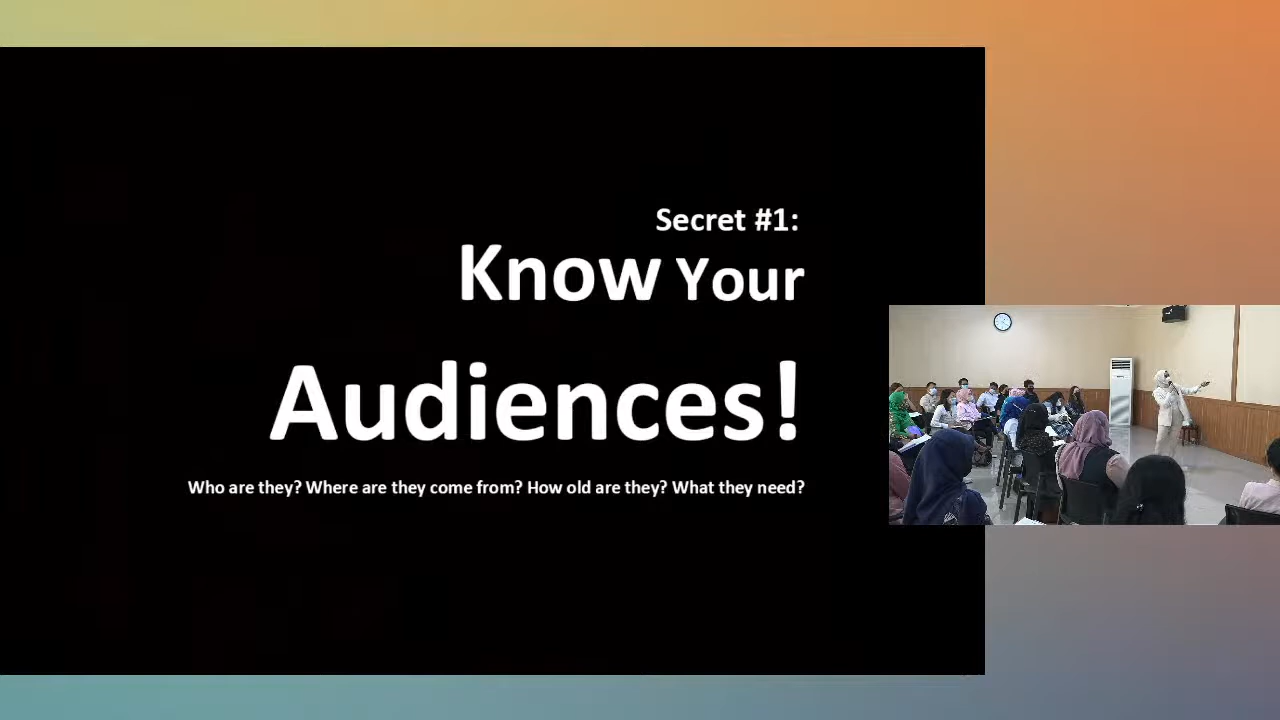 Secret #1:
Know Your
Audiences!
Who are they? Where are they come from? How old are they? What they need?